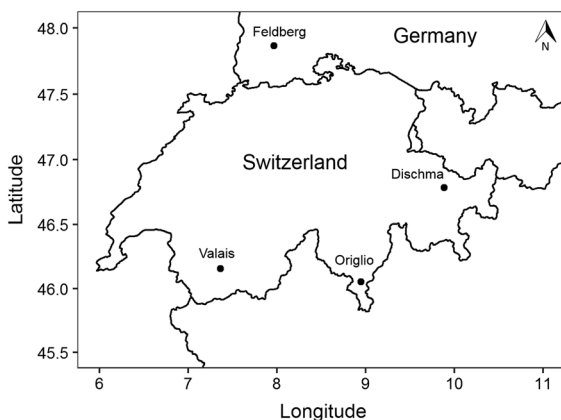 48.0
47.5
47.0
46.5
46.0
45.5
Latitude
Feldberg
Germany
N
Switzerland
Dischma
Valais
Origlio
6 7 8 9 10 11
Longitude